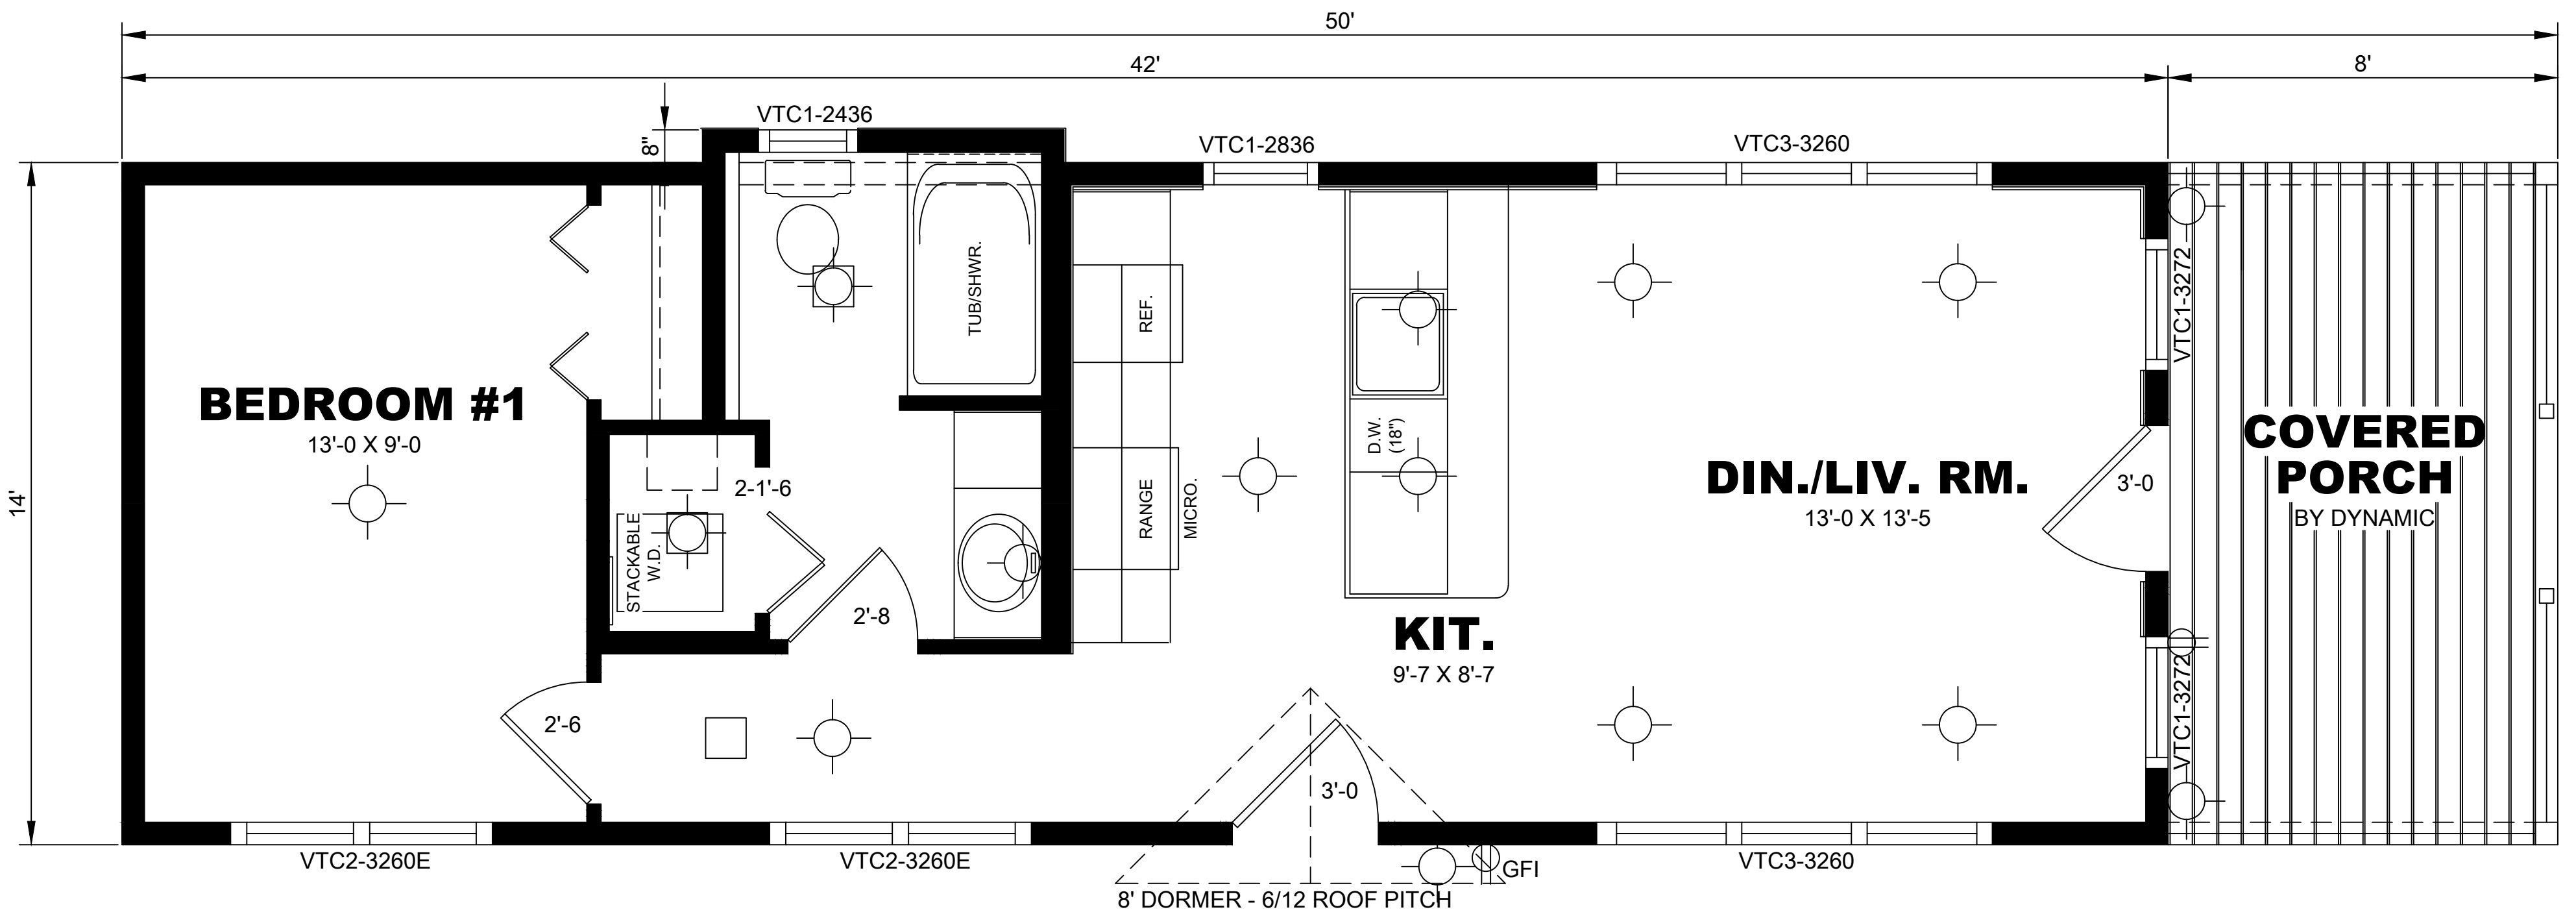 50'
42'
8'
VTC1-2436
8"
VTC1-2836
VTC3-3260
14'
BEDROOM #1
13'-0 X 9'-0
TUB/SHWR.
REF.
RANGE
MICRO.
D.W.
(18")
2-1'-6
STACKABLE
W.D.
2'-8
2'-6
KIT.
9'-7 X 8'-7
DIN./LIV. RM.
13'-0 X 13'-5
VTC1-3272
3'-0
VTC1-3272
COVERED
PORCH
BY DYNAMIC
3'-0
VTC2-3260E
VTC2-3260E
VTC3-3260
GFI
8' DORMER - 6/12 ROOF PITCH